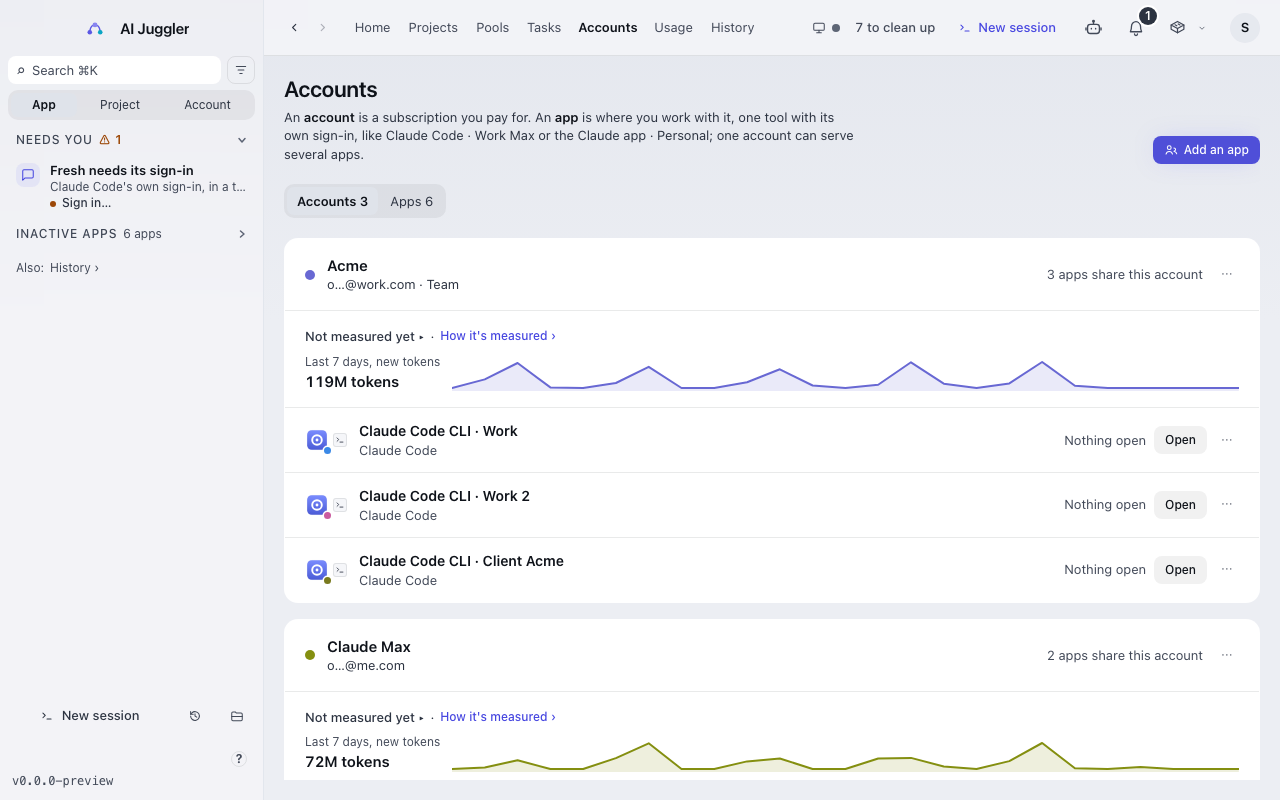 AI Juggler
Search ⌘K
App
Project
Account
NEEDS YOU
1
Fresh needs its sign-in
Claude Code's own sign-in, in a t…
Sign in…
INACTIVE APPS 6 apps
Also: History ›
New session
?
v0.0.0-preview
Home
Projects
Pools
Tasks
Accounts
Usage
History
7 to clean up
New session
1
S
Accounts
An account is a subscription you pay for. An app is where you work with it, one tool with its
own sign-in, like Claude Code · Work Max or the Claude app · Personal; one account can serve
several apps.
Add an app
Accounts 3
Apps 6
Acme
o…@work.com · Team
3 apps share this account
Not measured yet ▸ · How it's measured ›
Last 7 days, new tokens
119M tokens
Claude Code CLI · Work
Claude Code
Nothing open
Open
Claude Code CLI · Work 2
Claude Code
Nothing open
Open
Claude Code CLI · Client Acme
Claude Code
Nothing open
Open
Claude Max
o…@me.com
2 apps share this account
Not measured yet ▸ · How it's measured ›
Last 7 days, new tokens
72M tokens